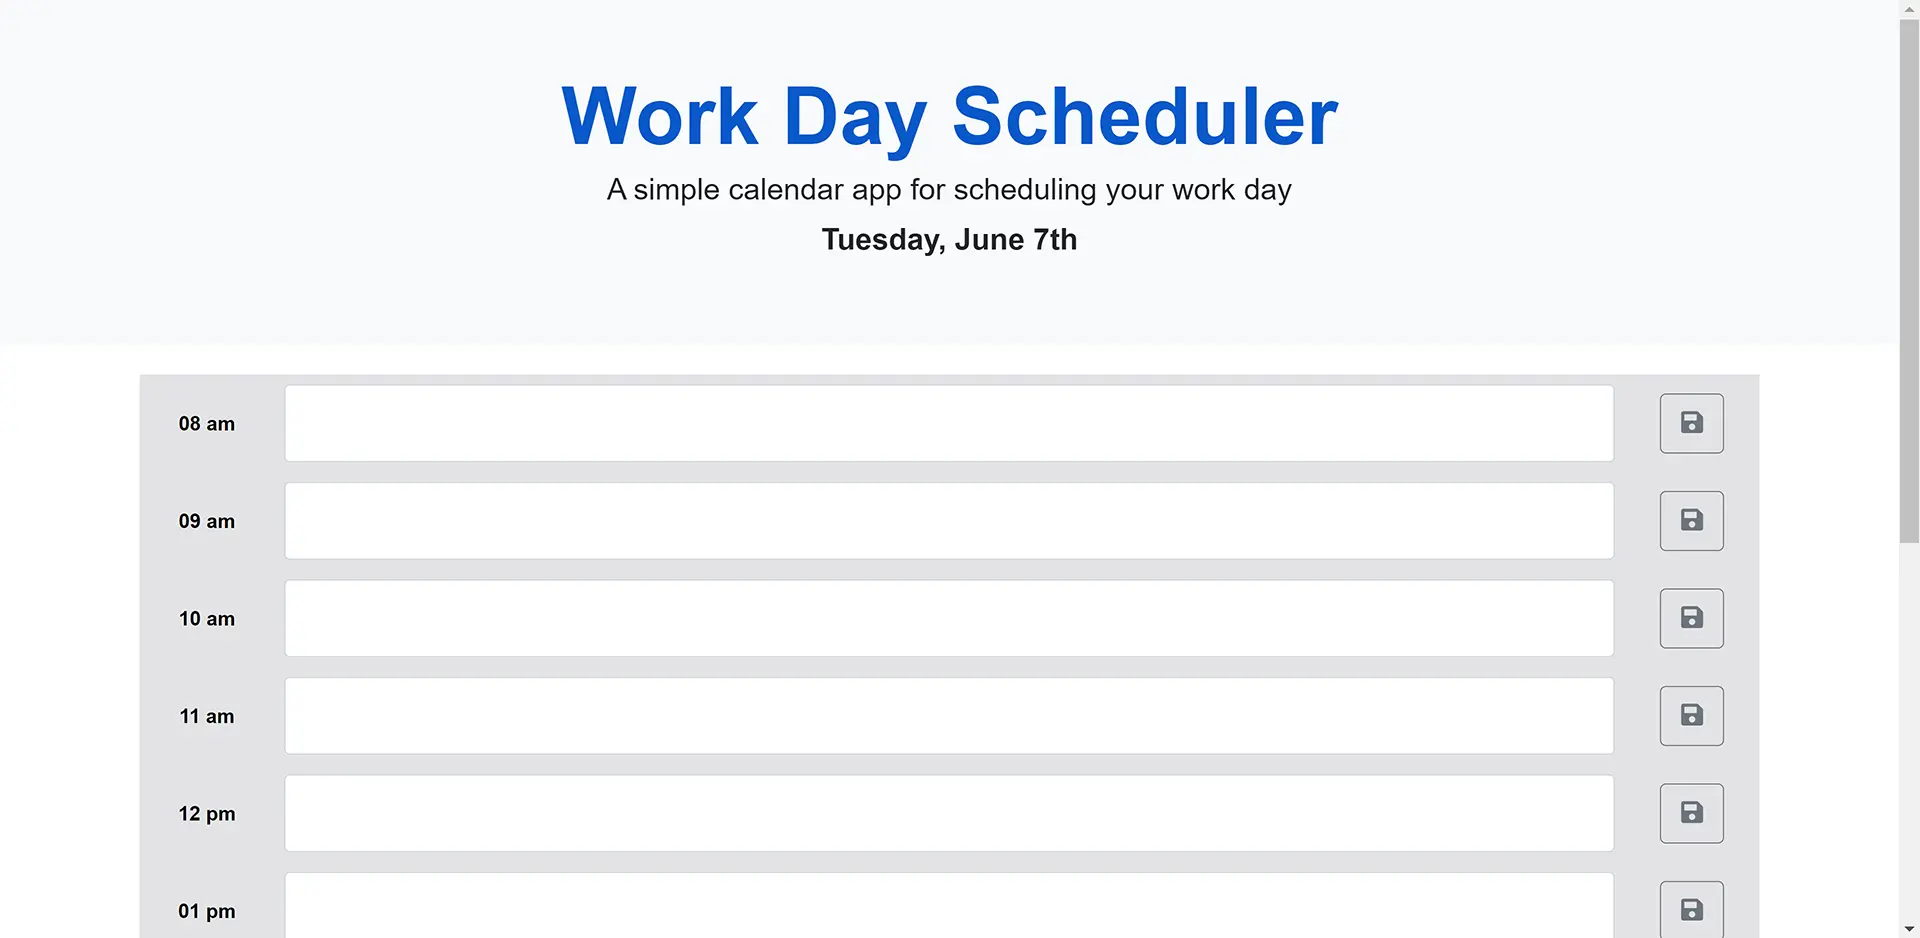 Work Day Scheduler
A simple calendar app for scheduling your work day
Tuesday, June 7th
08 am
09 am
10 am
11 am
12 pm
01 pm